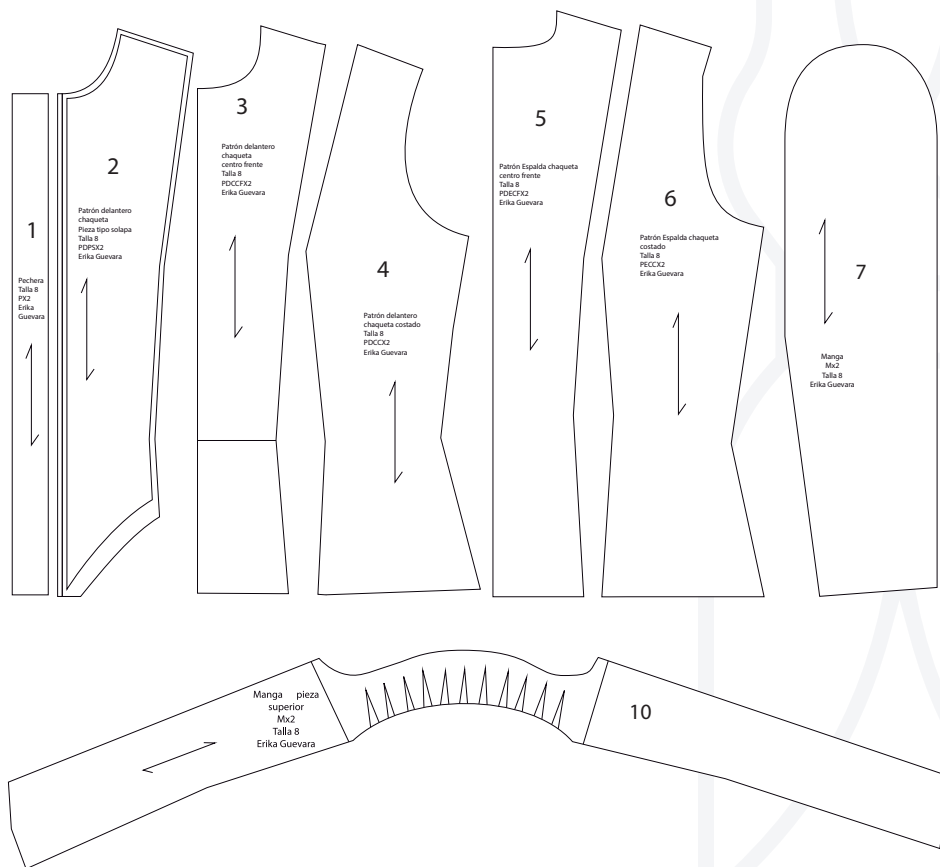 1
Pechera
Talla 8
PX2
Erika
Guevara
2
Patrón delantero
chaqueta
Pieza tipo solapa
Talla 8
PDPSX2
Erika Guevara
3
Patrón delantero
chaqueta
centro frente
Talla 8
PDCCFX2
Erika Guevara
4
Patrón delantero
chaqueta costado
Talla 8
PDCCX2
Erika Guevara
5
Patrón Espalda chaqueta
centro frente
Talla 8
PDECFX2
Erika Guevara
6
Patrón Espalda chaqueta
costado
Talla 8
PECCX2
Erika Guevara
7
Manga
Mx2
Talla 8
Erika Guevara
Manga pieza
superior
Mx2
Talla 8
Erika Guevara
10